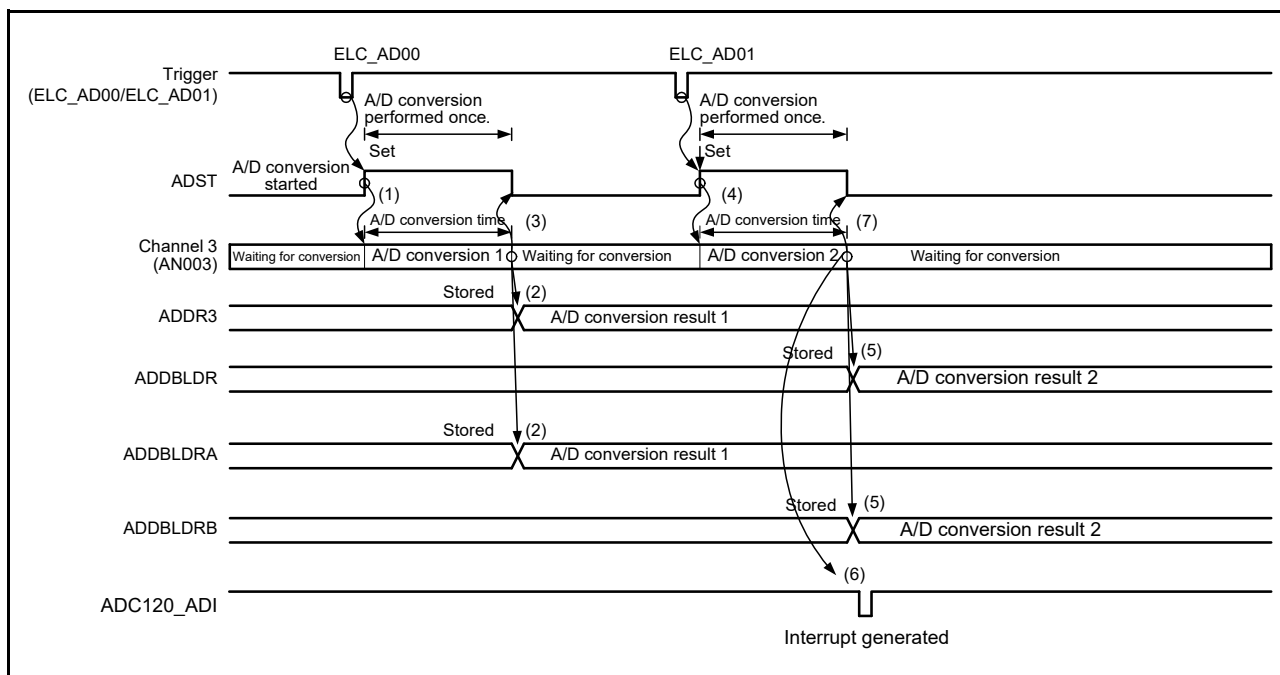 ELC_AD00
ELC_AD01
Trigger
(ELC_AD00/ELC_AD01)
A/D conversion
performed once.
A/D conversion
performed once.
Set
Set
A/D conversion
started
ADST
(1)
(4)
A/D conversion time
(3)
A/D conversion time
(7)
Channel 3
(AN003)
Waiting for conversion
A/D conversion 1
Waiting for conversion
A/D conversion 2
Waiting for conversion
Stored
(2)
ADDR3
A/D conversion result 1
Stored
(5)
ADDBLDR
A/D conversion result 2
Stored
(2)
ADDBLDRA
A/D conversion result 1
Stored
(5)
ADDBLDRB
A/D conversion result 2
(6)
ADC120_ADI
Interrupt generated